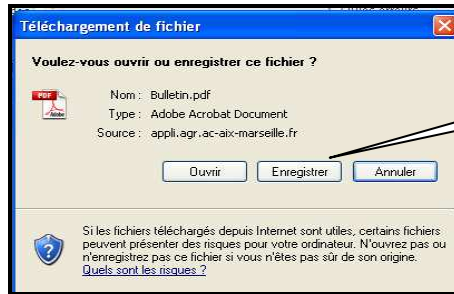 Téléchargement de fichier
Voulez-vous ouvrir ou enregistrer ce fichier ?
PDF
Adobe
Nom : Bulletin.pdf
Type : Adobe Acrobat Document
Source : appli.agr.ac-aix-marseille.fr
Ouvrir Enregistrer Annuler
Si les fichiers téléchargés depuis Internet sont utiles, certains fichiers
peuvent présenter des risques pour votre ordinateur. N'ouvrez pas ou
n'enregistrez pas ce fichier si vous n'êtes pas sûr de son origine.
Quels sont les risques ?